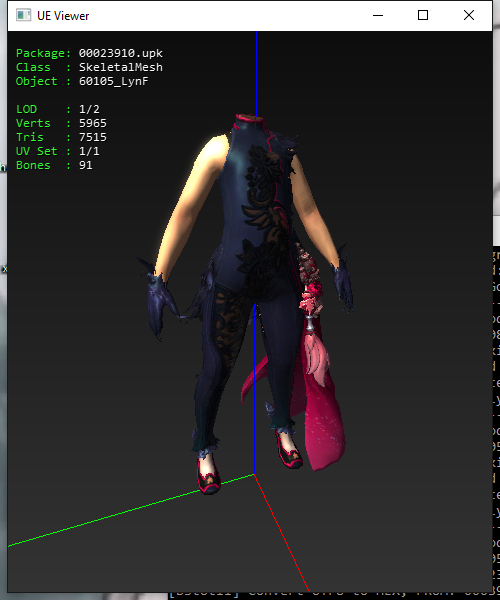 UE Viewer
Package: 00023910.upk
Class : SkeletalMesh
Object : 60105_LynF
LOD : 1/2
Verts : 5965
Tris : 7515
UV Set : 1/1
Bones : 91